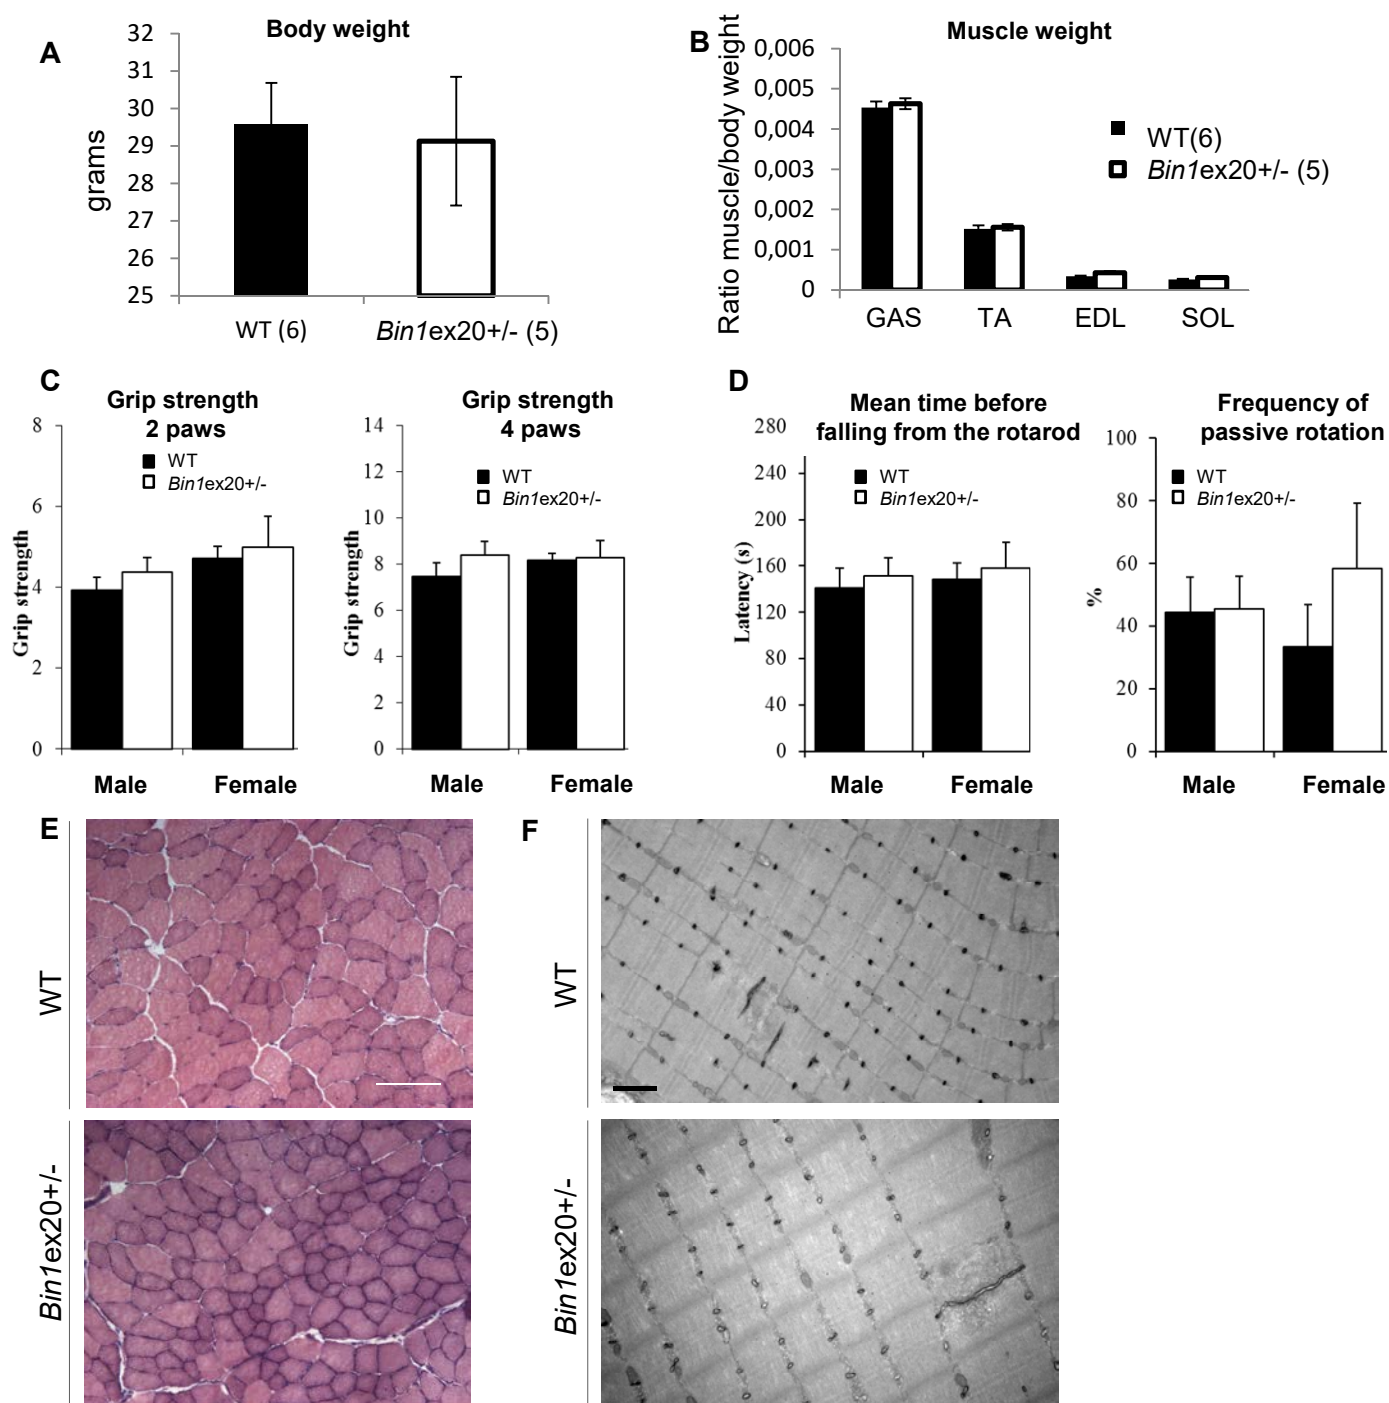 A
Body weight
32
31
30
29
28
27
26
25
grams
WT (6)
Bin1ex20+/- (5)
B
Muscle weight
Ratio muscle/body weight
0,006
0,005
0,004
0,003
0,002
0,001
0
WT(6)
Bin1ex20+/- (5)
GAS
TA
EDL
SOL
C
Grip strength
2 paws
WT
Bin1ex20+/-
8
6
4
2
0
Grip strength
Male
Female
Grip strength
4 paws
WT
Bin1ex20+/-
14
12
10
8
6
4
2
0
Grip strength
Male
Female
D
Mean time before
falling from the rotarod
WT
Bin1ex20+/-
280
240
200
160
120
80
40
0
Latency (s)
Male
Female
Frequency of
passive rotation
WT
Bin1ex20+/-
100
80
60
40
20
0
%
Male
Female
E
WT
Bin1ex20+/-
F
WT
Bin1ex20+/-